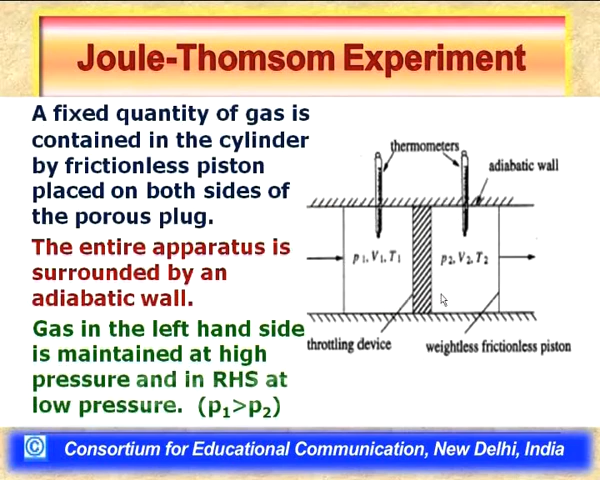 Joule-Thomsom Experiment
A fixed quantity of gas is
contained in the cylinder
by frictionless piston
placed on both sides of
the porous plug.
The entire apparatus is
surrounded by an
adiabatic wall.
Gas in the left hand side
is maintained at high
pressure and in RHS at
low pressure. (p₁>p₂)
thermometers
adiabatic wall
p₁, V₁, T₁
p₂, V₂, T₂
throttling device
weightless frictionless piston
© Consortium for Educational Communication, New Delhi, India